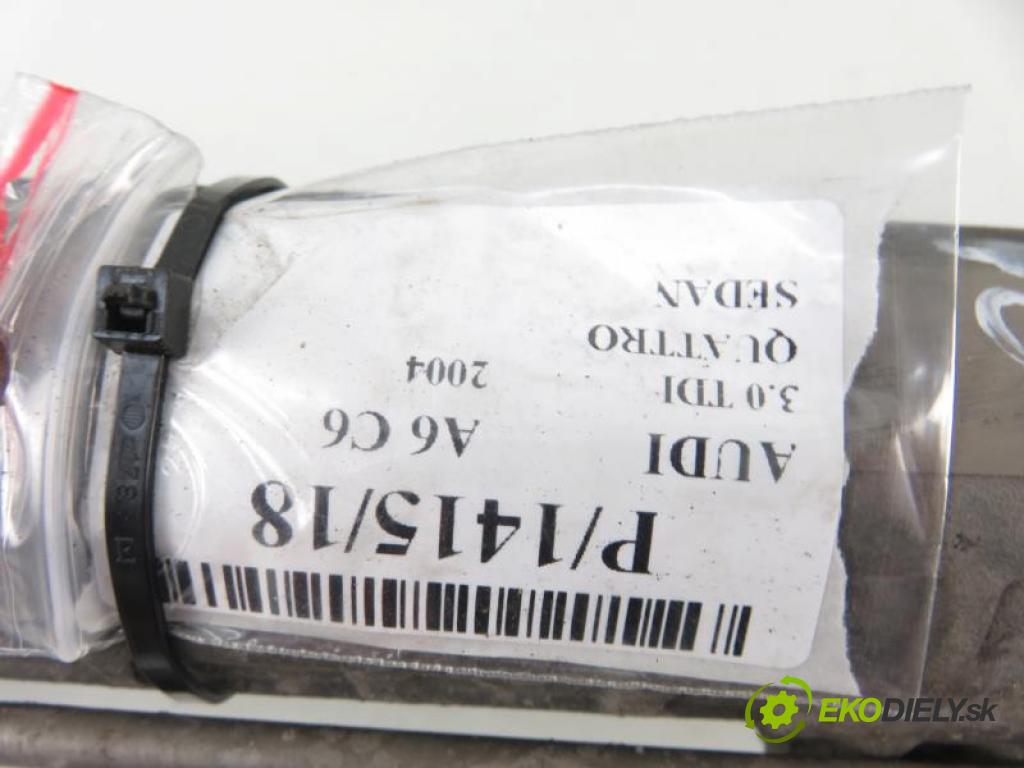 P/1415/18
AUDI A6 C6
3.0 TDI 2004
QUATTRO
SEDAN
EKODIELY.sk